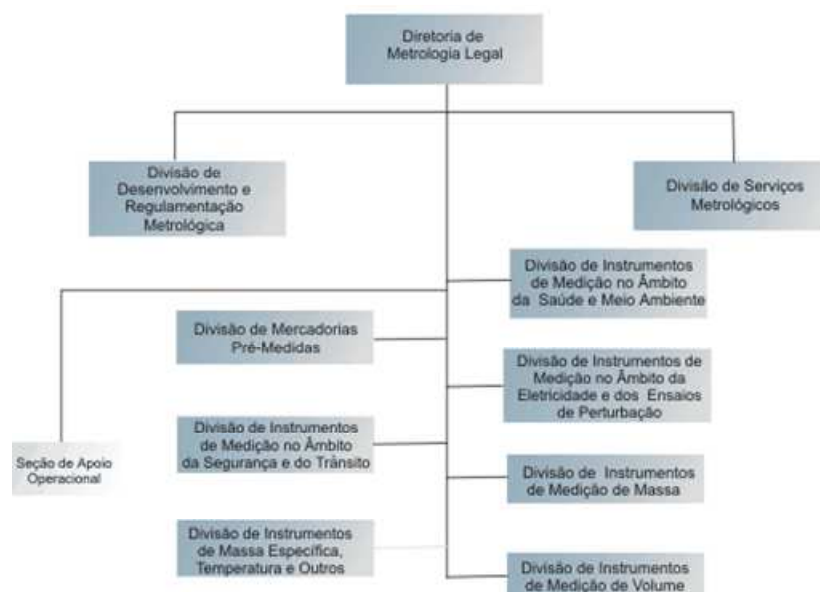 Diretoria de
Metrologia Legal
Divisão de
Desenvolvimento e
Regulamentação
Metrológica
Divisão de Serviços
Metrológicos
Divisão de Instrumentos
de Medição no Âmbito
da Saúde e Meio Ambiente
Divisão de Mercadorias
Pré-Medidas
Divisão de Instrumentos de
Medição no Âmbito da
Eletricidade e dos Ensaios
de Perturbação
Divisão de Instrumentos
de Medição no Âmbito
da Segurança e do Trânsito
Seção de Apoio
Operacional
Divisão de Instrumentos
de Medição de Massa
Divisão de Instrumentos
de Massa Específica,
Temperatura e Outros
Divisão de Instrumentos
de Medição de Volume